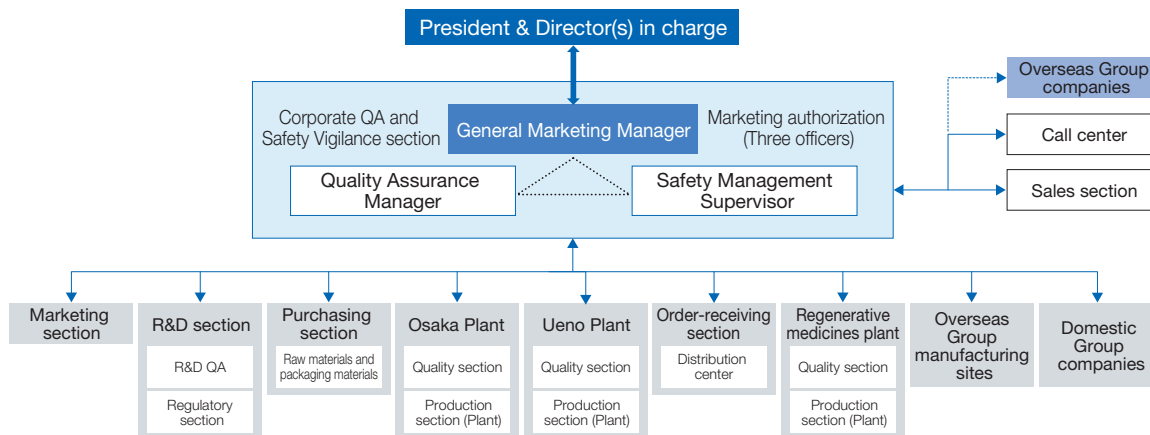 President & Director(s) in charge
Overseas Group
companies
Corporate QA and
Safety Vigilance section
General Marketing Manager
Marketing authorization
(Three officers)
Call center
Quality Assurance
Manager
Safety Management
Supervisor
Sales section
Marketing
section
R&D section
R&D QA
Regulatory
section
Purchasing
section
Raw materials and
packaging materials
Osaka Plant
Quality section
Production
section (Plant)
Ueno Plant
Quality section
Production
section (Plant)
Order-receiving
section
Distribution
center
Regenerative
medicines plant
Quality section
Production
section (Plant)
Overseas
Group
manufacturing
sites
Domestic
Group
companies